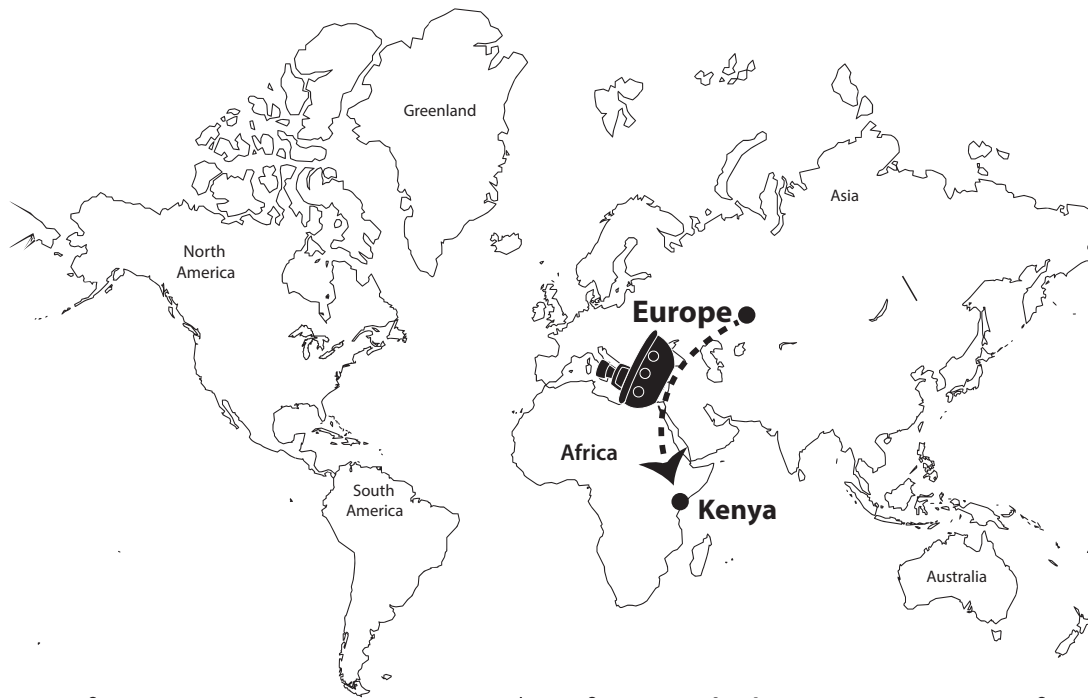 Greenland
Asia
North
America
Europe
Africa
South
America
Kenya
Australia